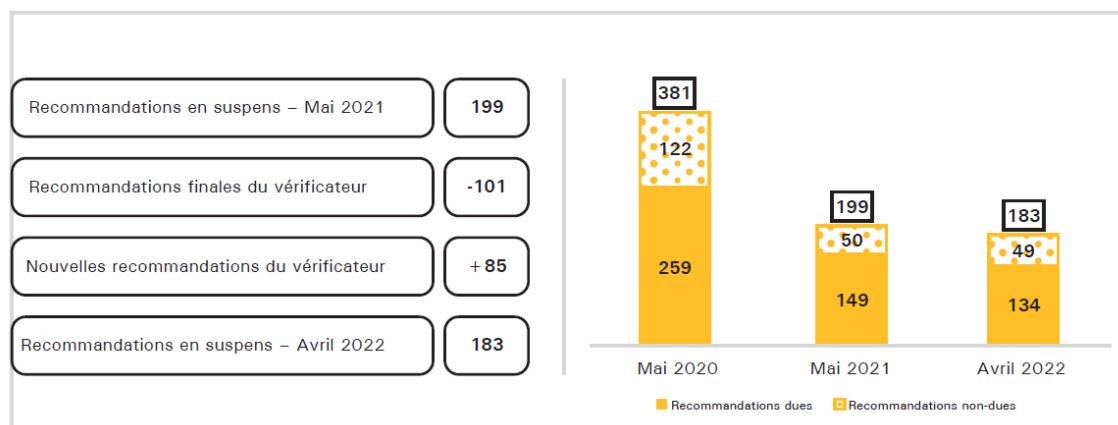 Recommandations en suspens – Mai 2021
199
Recommandations finales du vérificateur
-101
Nouvelles recommandations du vérificateur
+85
Recommandations en suspens – Avril 2022
183
381
122
259
199
50
149
183
49
134
Mai 2020
Mai 2021
Avril 2022
Recommandations dues
Recommandations non-dues